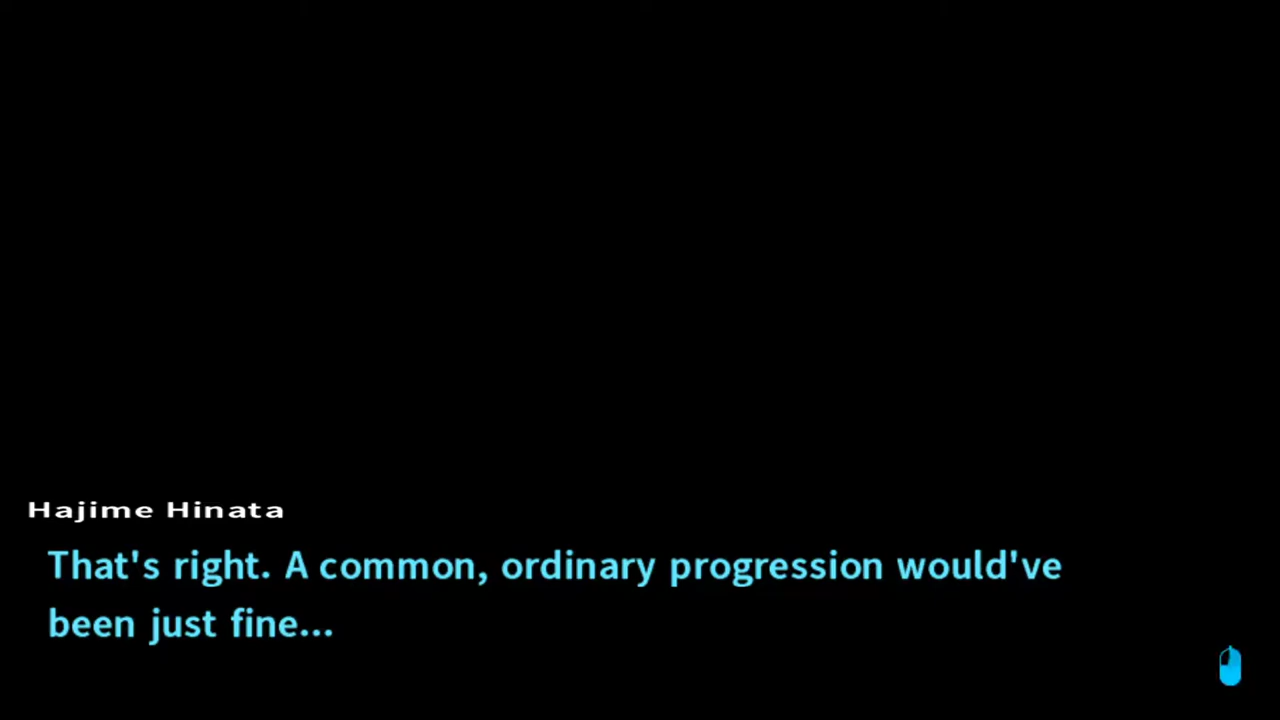 Hajime Hinata
That's right. A common, ordinary progression would've
been just fine...